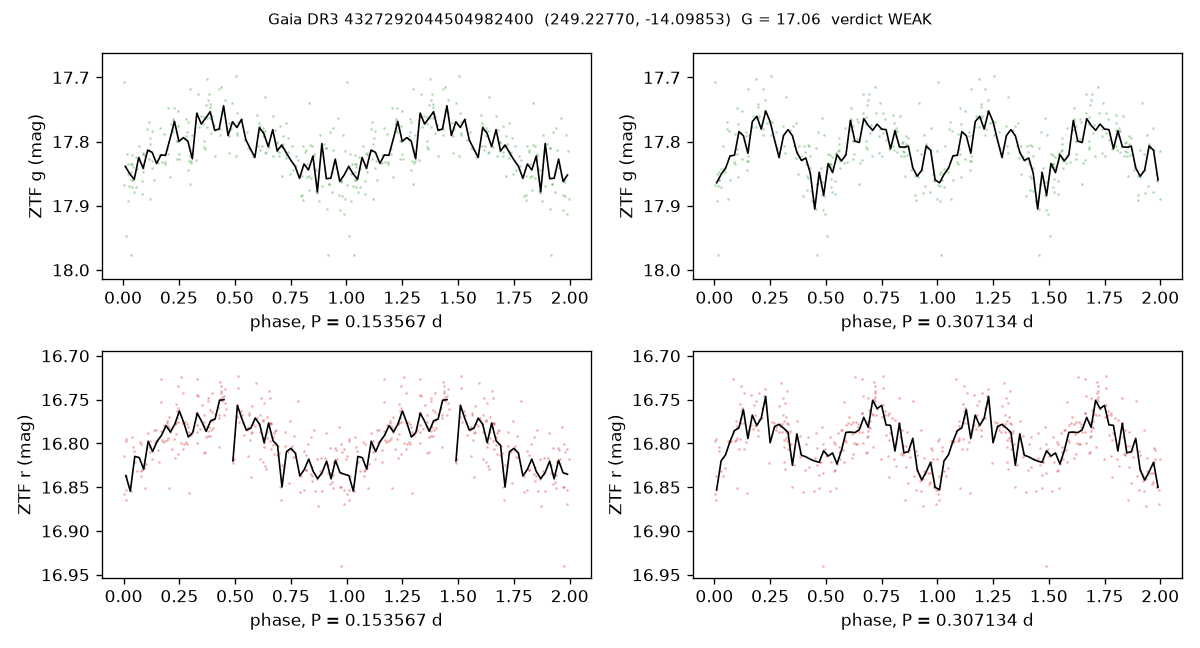 Gaia DR3 4327292044504982400  (249.22770, -14.09853)  G = 17.06  verdict WEAK
17.7
17.8
17.9
18.0
ZTF g (mag)
0.00 0.25 0.50 0.75 1.00 1.25 1.50 1.75 2.00
phase, P = 0.153567 d
17.7
17.8
17.9
18.0
ZTF g (mag)
0.00 0.25 0.50 0.75 1.00 1.25 1.50 1.75 2.00
phase, P = 0.307134 d
16.70
16.75
16.80
16.85
16.90
16.95
ZTF r (mag)
0.00 0.25 0.50 0.75 1.00 1.25 1.50 1.75 2.00
phase, P = 0.153567 d
16.70
16.75
16.80
16.85
16.90
16.95
ZTF r (mag)
0.00 0.25 0.50 0.75 1.00 1.25 1.50 1.75 2.00
phase, P = 0.307134 d